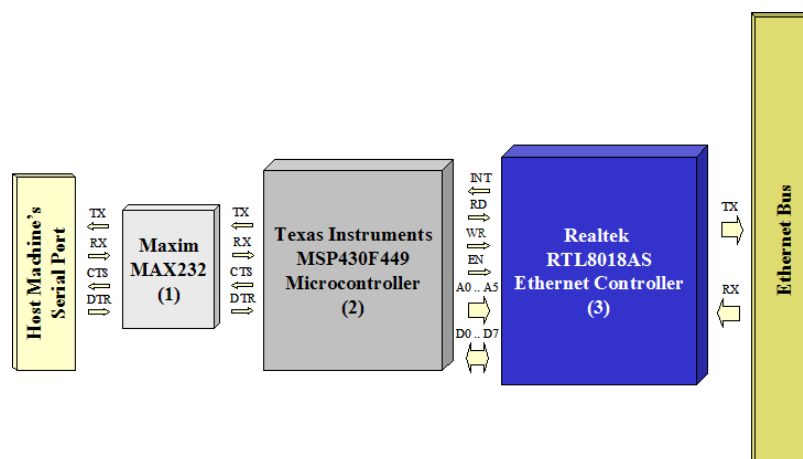 Host Machine's
Serial Port
TX
RX
CTS
DTR
Maxim
MAX232
(1)
TX
RX
CTS
DTR
Texas Instruments
MSP430F449
Microcontroller
(2)
INT
RD
WR
EN
A0 .. A5
D0 .. D7
Realtek
RTL8018AS
Ethernet Controller
(3)
TX
RX
Ethernet Bus